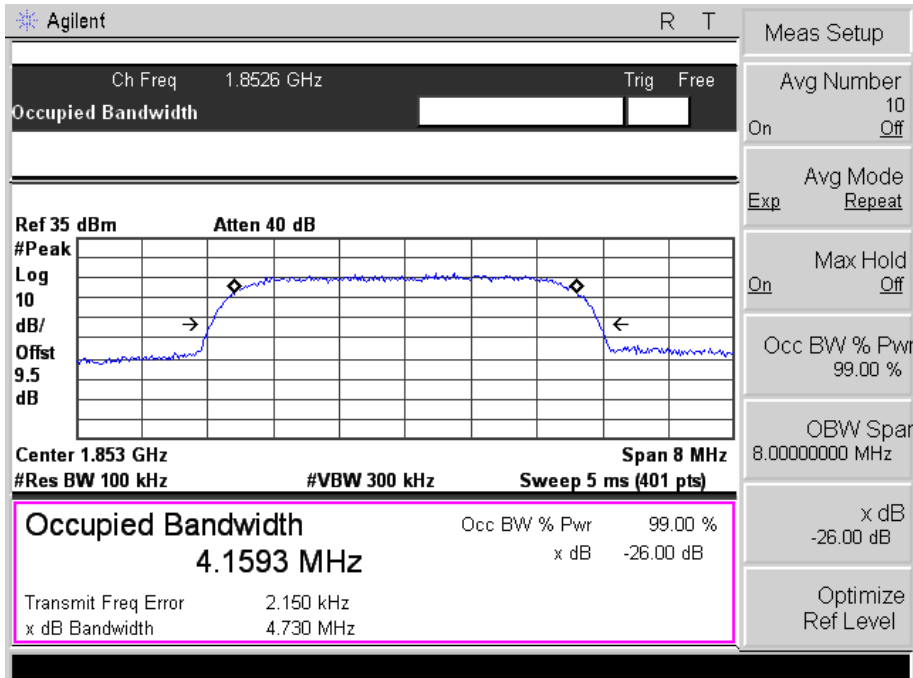 Agilent R T
Ch Freq 1.8526 GHz Trig Free
Occupied Bandwidth
Ref 35 dBm Atten 40 dB
#Peak
Log
10
dB/
Offst
9.5
dB
Center 1.853 GHz Span 8 MHz
#Res BW 100 kHz #VBW 300 kHz Sweep 5 ms (401 pts)
Occupied Bandwidth
4.1593 MHz
Occ BW % Pwr 99.00 %
x dB -26.00 dB
Transmit Freq Error 2.150 kHz
x dB Bandwidth 4.730 MHz
Meas Setup
Avg Number
10
On Off
Avg Mode
Exp Repeat
Max Hold
On Off
Occ BW % Pwr
99.00 %
OBW Span
8.00000000 MHz
x dB
-26.00 dB
Optimize
Ref Level